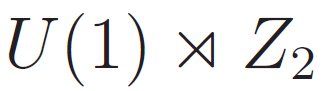 U(1) ⋊ Z₂